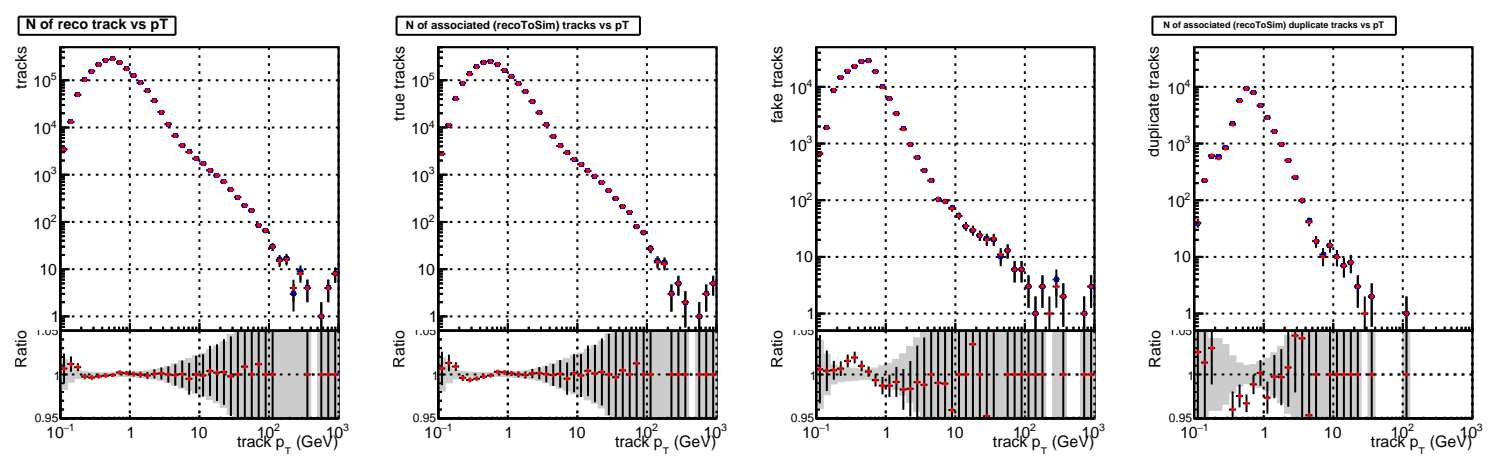 N of reco track vs pT
tracks
10^5
10^4
10^3
10^2
10
1
Ratio
1.05
1
0.95
10^-1 1 10 10^2 10^3
track p_T (GeV)
N of associated (recoToSim) tracks vs pT
true tracks
10^5
10^4
10^3
10^2
10
1
Ratio
1.05
1
0.95
10^-1 1 10 10^2 10^3
track p_T (GeV)
fake tracks
10^4
10^3
10^2
10
1
Ratio
1.05
1
0.95
10^-1 1 10 10^2 10^3
track p_T (GeV)
N of associated (recoToSim) duplicate tracks vs pT
duplicate tracks
10^4
10^3
10^2
10
1
Ratio
1.05
1
0.95
10^-1 1 10 10^2 10^3
track p_T (GeV)